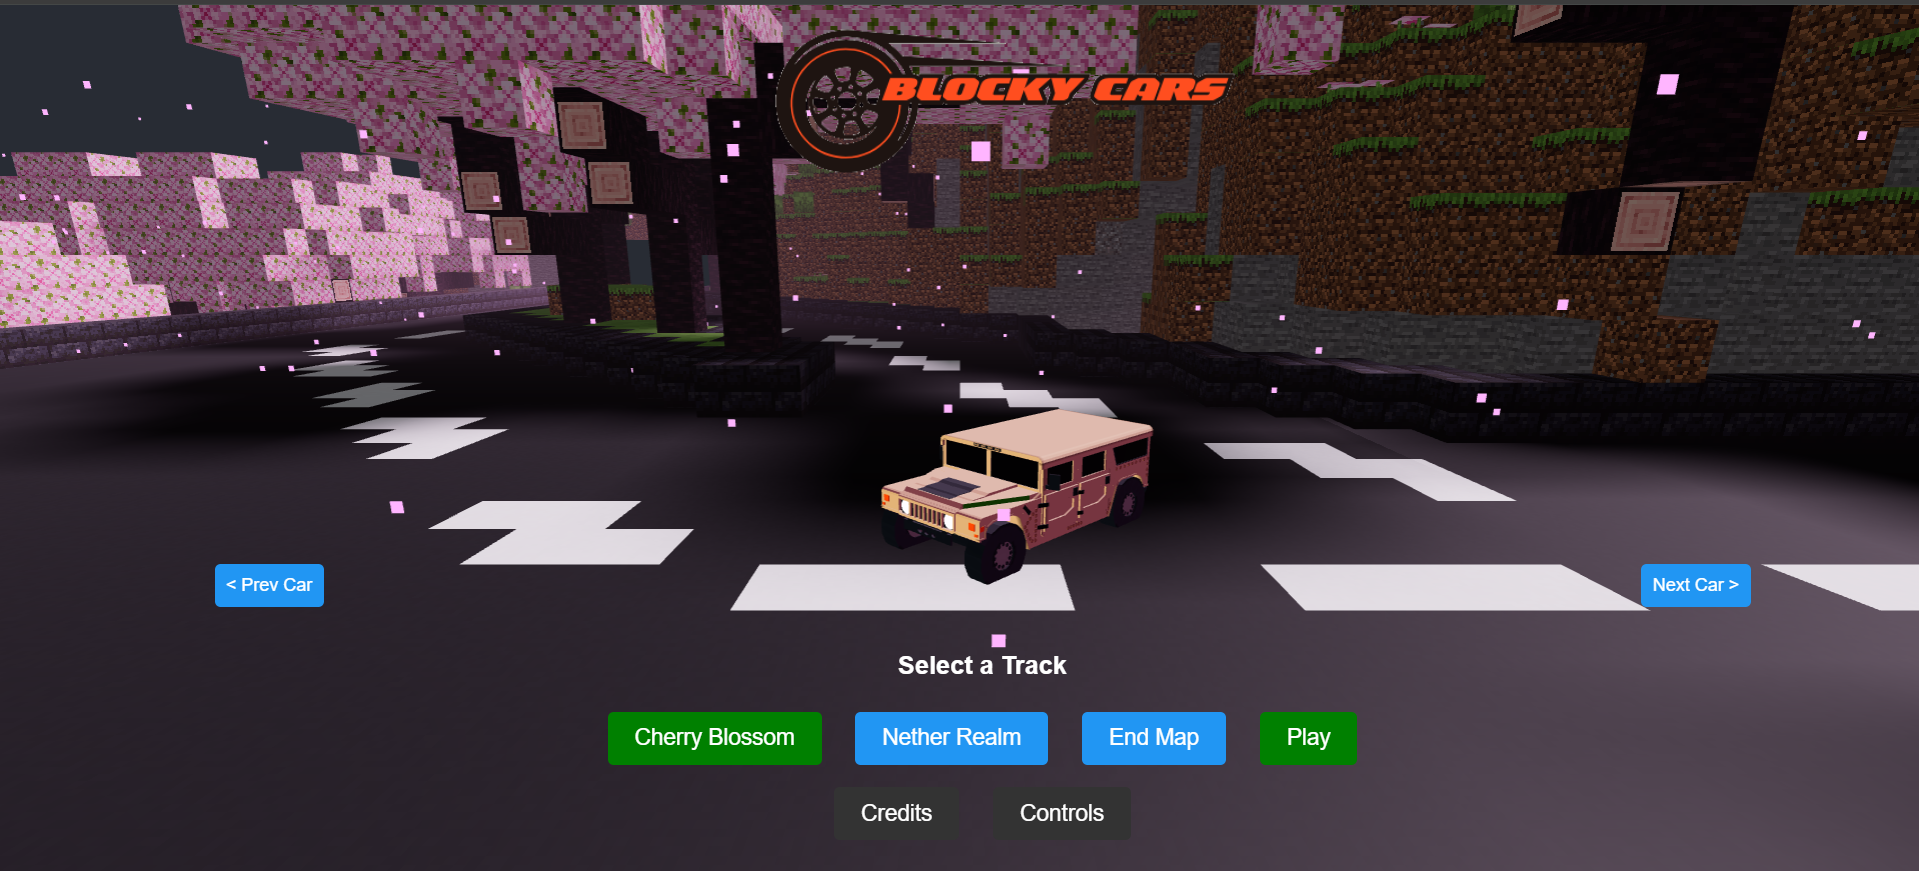 BLOCKY CARS
< Prev Car
Next Car >
Select a Track
Cherry Blossom
Nether Realm
End Map
Play
Credits
Controls